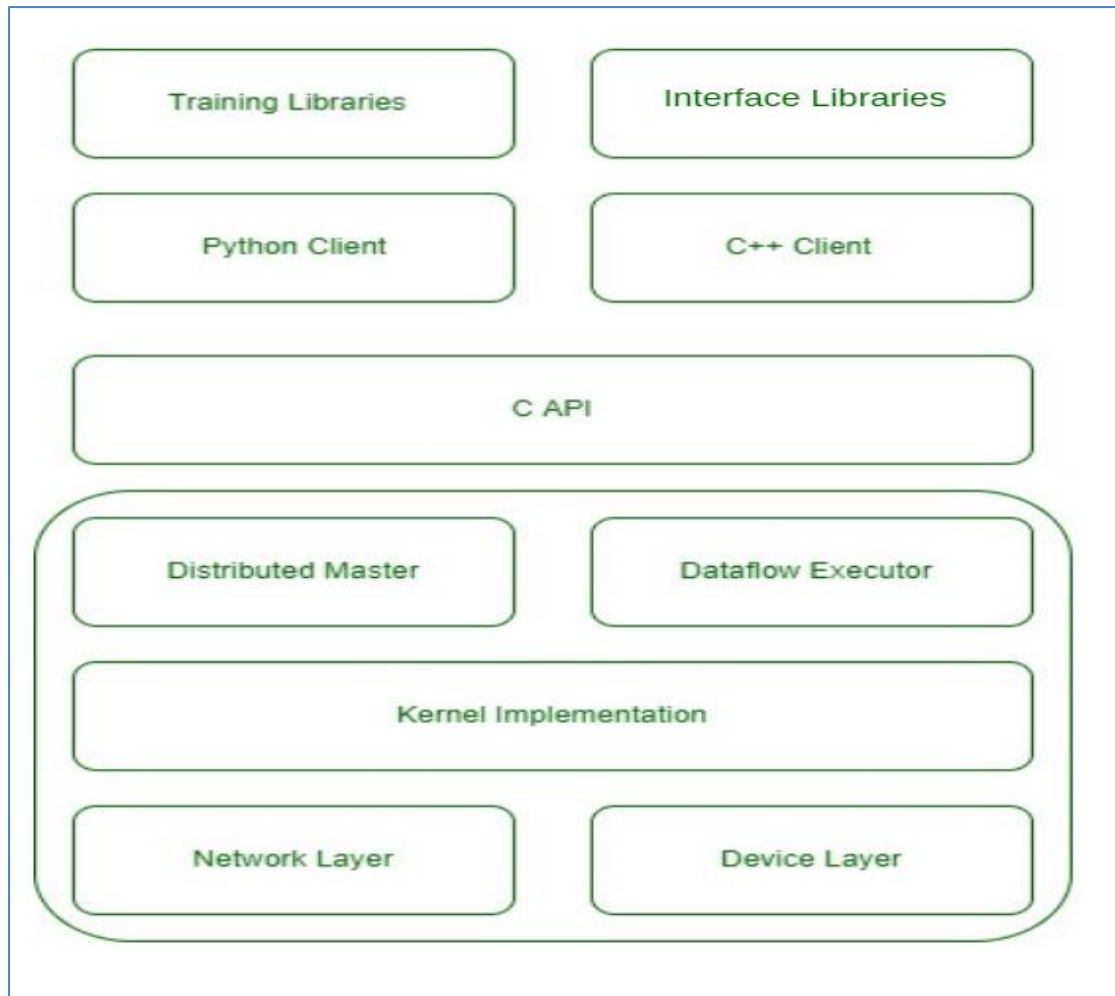 Training Libraries
Interface Libraries
Python Client
C++ Client
C API
Distributed Master
Dataflow Executor
Kernel Implementation
Network Layer
Device Layer